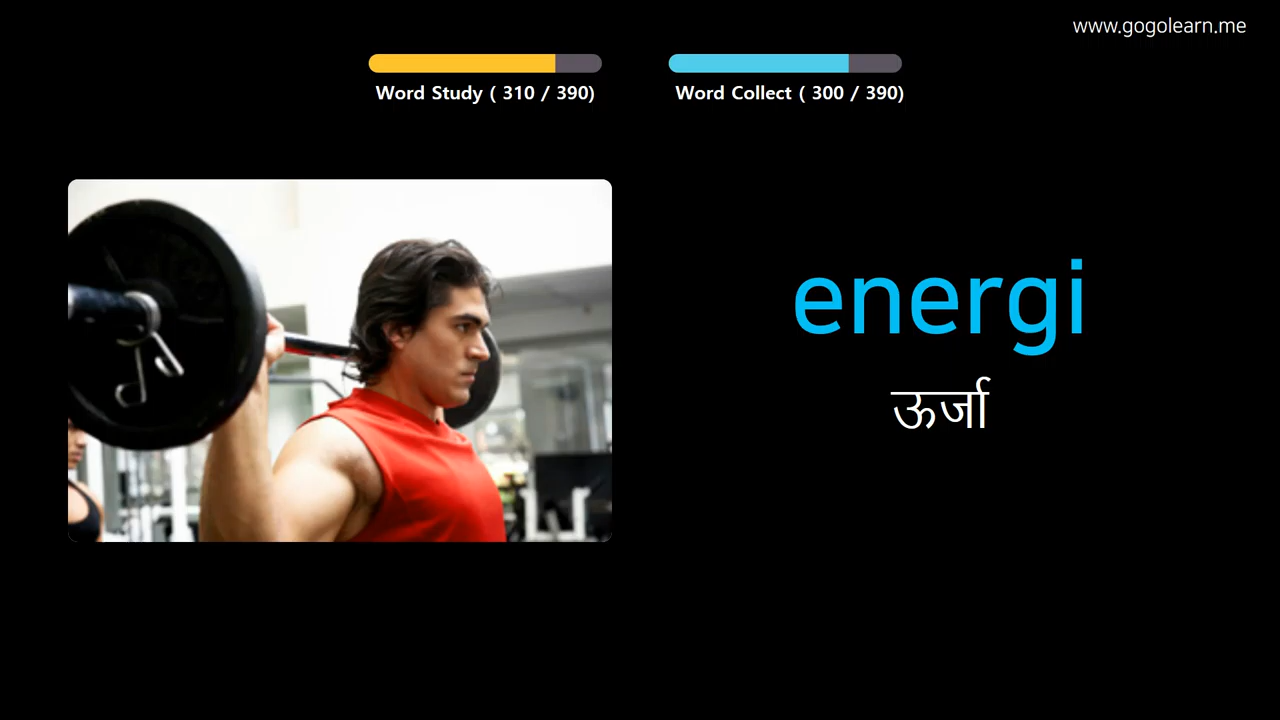 www.gogolearn.me
Word Study ( 310 / 390)
Word Collect ( 300 / 390)
energi
ऊर्जा